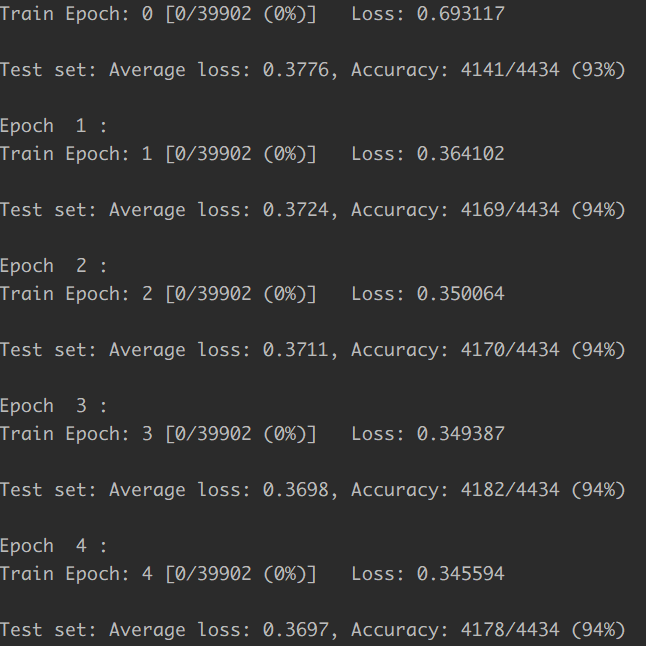 Train Epoch: 0 [0/39902 (0%)]   Loss: 0.693117
Test set: Average loss: 0.3776, Accuracy: 4141/4434 (93%)
Epoch  1 :
Train Epoch: 1 [0/39902 (0%)]   Loss: 0.364102
Test set: Average loss: 0.3724, Accuracy: 4169/4434 (94%)
Epoch  2 :
Train Epoch: 2 [0/39902 (0%)]   Loss: 0.350064
Test set: Average loss: 0.3711, Accuracy: 4170/4434 (94%)
Epoch  3 :
Train Epoch: 3 [0/39902 (0%)]   Loss: 0.349387
Test set: Average loss: 0.3698, Accuracy: 4182/4434 (94%)
Epoch  4 :
Train Epoch: 4 [0/39902 (0%)]   Loss: 0.345594
Test set: Average loss: 0.3697, Accuracy: 4178/4434 (94%)